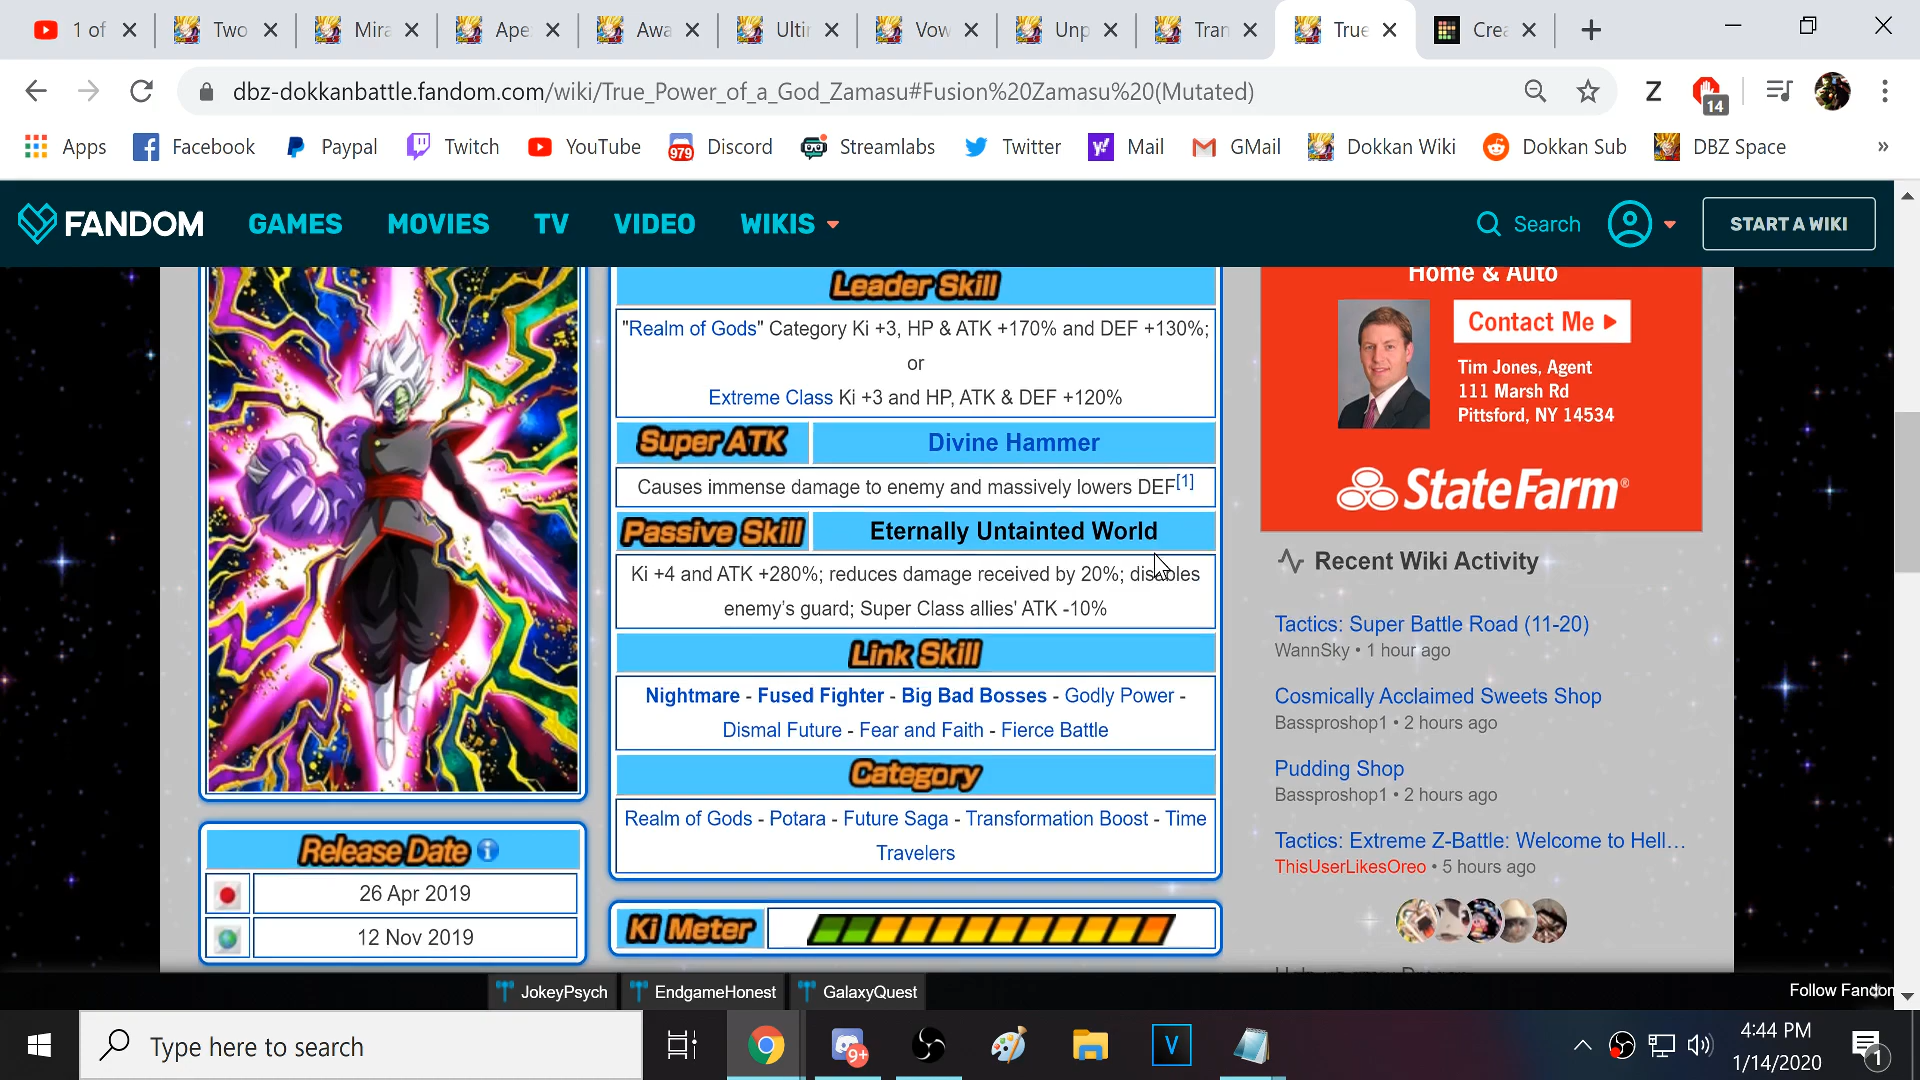 1 of
Two
Mira
Ape
Awa
Ultin
Vow
Unp
Tran
True
Crea
dbz-dokkanbattle.fandom.com/wiki/True_Power_of_a_God_Zamasu#Fusion%20Zamasu%20(Mutated)
Z
14
Apps
Facebook
Paypal
Twitch
YouTube
979
Discord
Streamlabs
Twitter
Mail
GMail
Dokkan Wiki
Dokkan Sub
DBZ Space
»
FANDOM
GAMES
MOVIES
TV
VIDEO
WIKIS
Search
START A WIKI
Leader Skill
"Realm of Gods" Category Ki +3, HP & ATK +170% and DEF +130%;
or
Extreme Class Ki +3 and HP, ATK & DEF +120%
Super ATK
Divine Hammer
Causes immense damage to enemy and massively lowers DEF[1]
Passive Skill
Eternally Untainted World
Ki +4 and ATK +280%; reduces damage received by 20%; disables
enemy's guard; Super Class allies' ATK -10%
Link Skill
Nightmare - Fused Fighter - Big Bad Bosses - Godly Power -
Dismal Future - Fear and Faith - Fierce Battle
Category
Realm of Gods - Potara - Future Saga - Transformation Boost - Time
Travelers
Release Date
26 Apr 2019
12 Nov 2019
Ki Meter
Home & Auto
Contact Me
Tim Jones, Agent
111 Marsh Rd
Pittsford, NY 14534
StateFarm®
Recent Wiki Activity
Tactics: Super Battle Road (11-20)
WannSky • 1 hour ago
Cosmically Acclaimed Sweets Shop
Bassproshop1 • 2 hours ago
Pudding Shop
Bassproshop1 • 2 hours ago
Tactics: Extreme Z-Battle: Welcome to Hell…
ThisUserLikesOreo • 5 hours ago
JokeyPsych
EndgameHonest
GalaxyQuest
Follow Fandom
Type here to search
9+
V
4:44 PM
1/14/2020
1